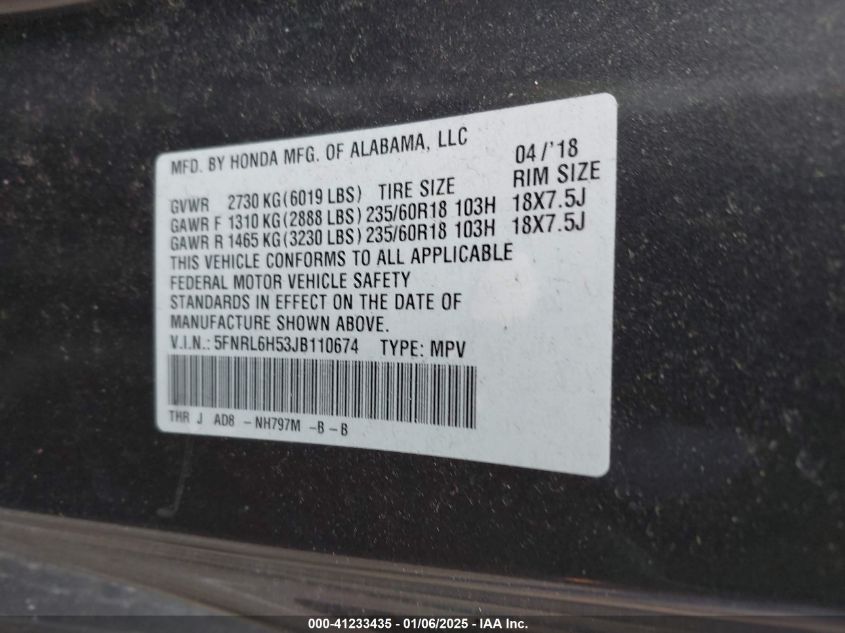 MFD. BY HONDA MFG. OF ALABAMA, LLC 04/'18
GVWR 2730 KG(6019 LBS) TIRE SIZE RIM SIZE
GAWR F 1310 KG(2888 LBS) 235/60R18 103H 18X7.5J
GAWR R 1465 KG(3230 LBS) 235/60R18 103H 18X7.5J
THIS VEHICLE CONFORMS TO ALL APPLICABLE
FEDERAL MOTOR VEHICLE SAFETY
STANDARDS IN EFFECT ON THE DATE OF
MANUFACTURE SHOWN ABOVE.
V.I.N.: 5FNRL6H53JB110674 TYPE: MPV
THR J AD8 - NH797M -B - B
000-41233435 - 01/06/2025 - IAA Inc.